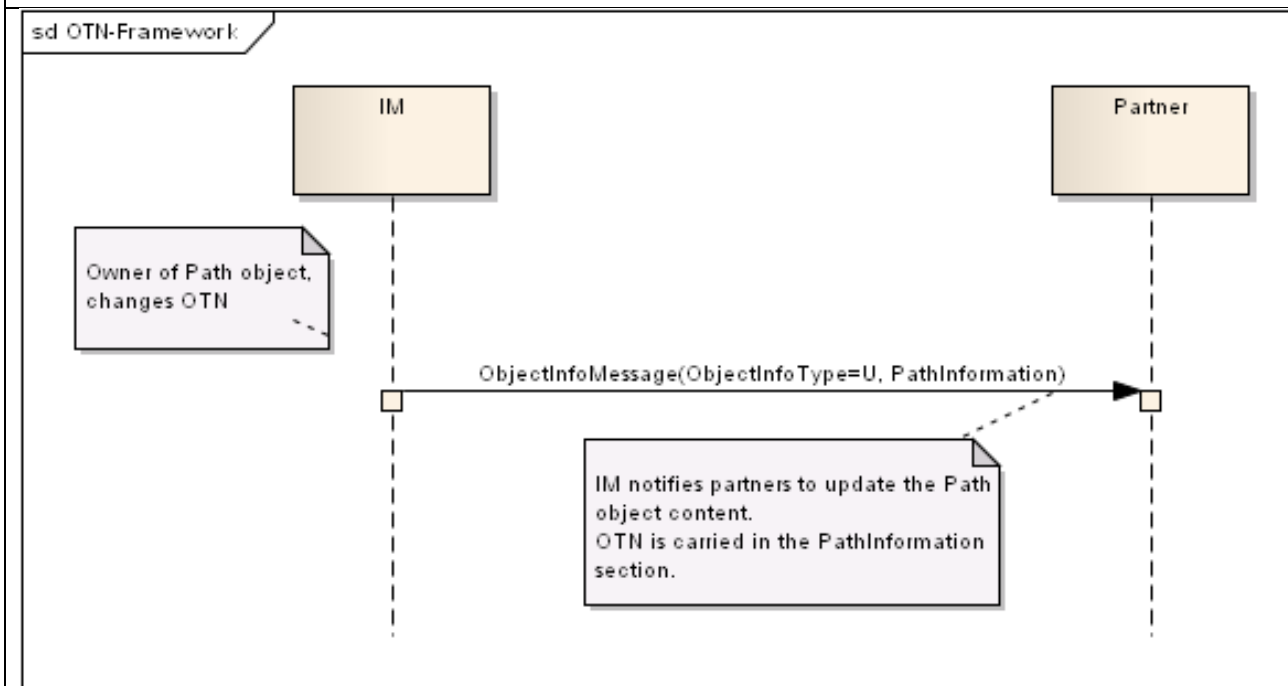 sd OTN-Framework
IM
Partner
Owner of Path object,
changes OTN
ObjectInfoMessage(ObjectInfoType=U, PathInformation)
IM notifies partners to update the Path
object content.
OTN is carried in the PathInformation
section.